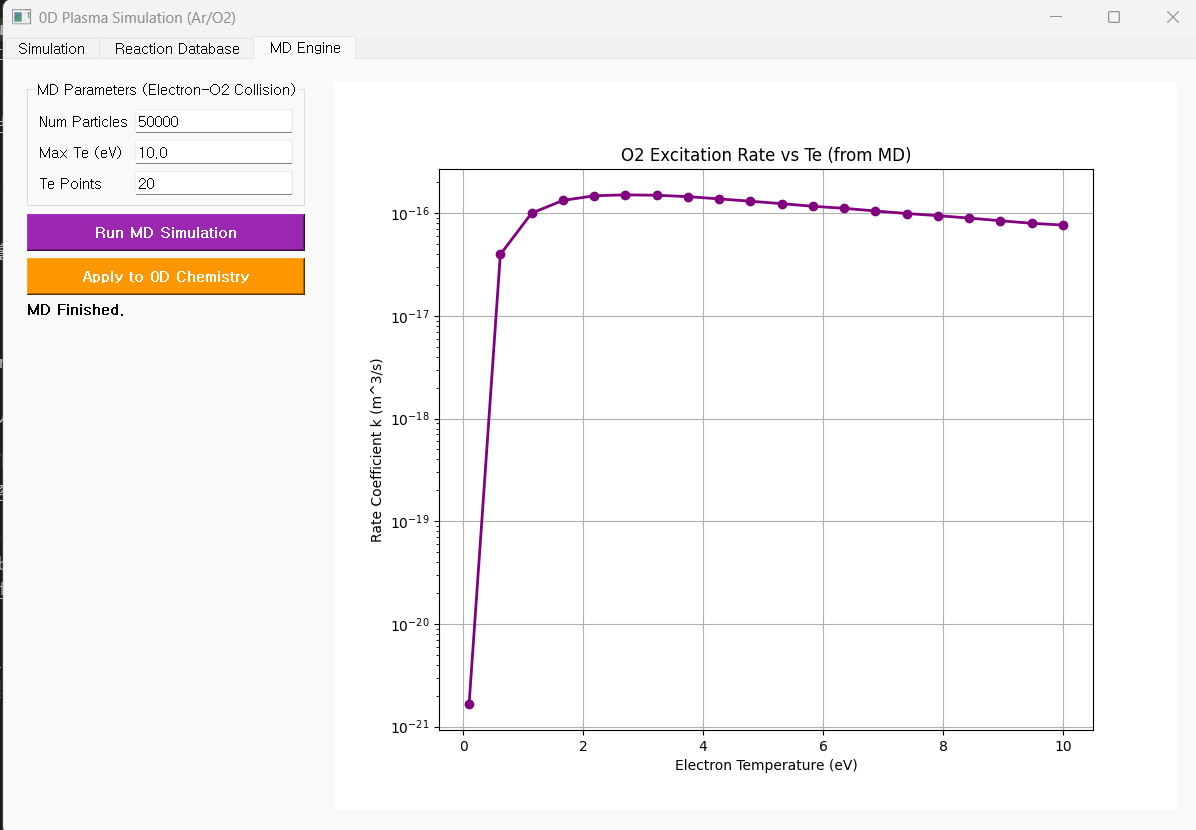 0D Plasma Simulation (Ar/O2)
Simulation Reaction Database MD Engine
MD Parameters (Electron-O2 Collision)
Num Particles 50000
Max Te (eV) 10.0
Te Points 20
Run MD Simulation
Apply to 0D Chemistry
MD Finished.
O2 Excitation Rate vs Te (from MD)
Rate Coefficient k (m^3/s)
10⁻¹⁶
10⁻¹⁷
10⁻¹⁸
10⁻¹⁹
10⁻²⁰
10⁻²¹
0 2 4 6 8 10
Electron Temperature (eV)